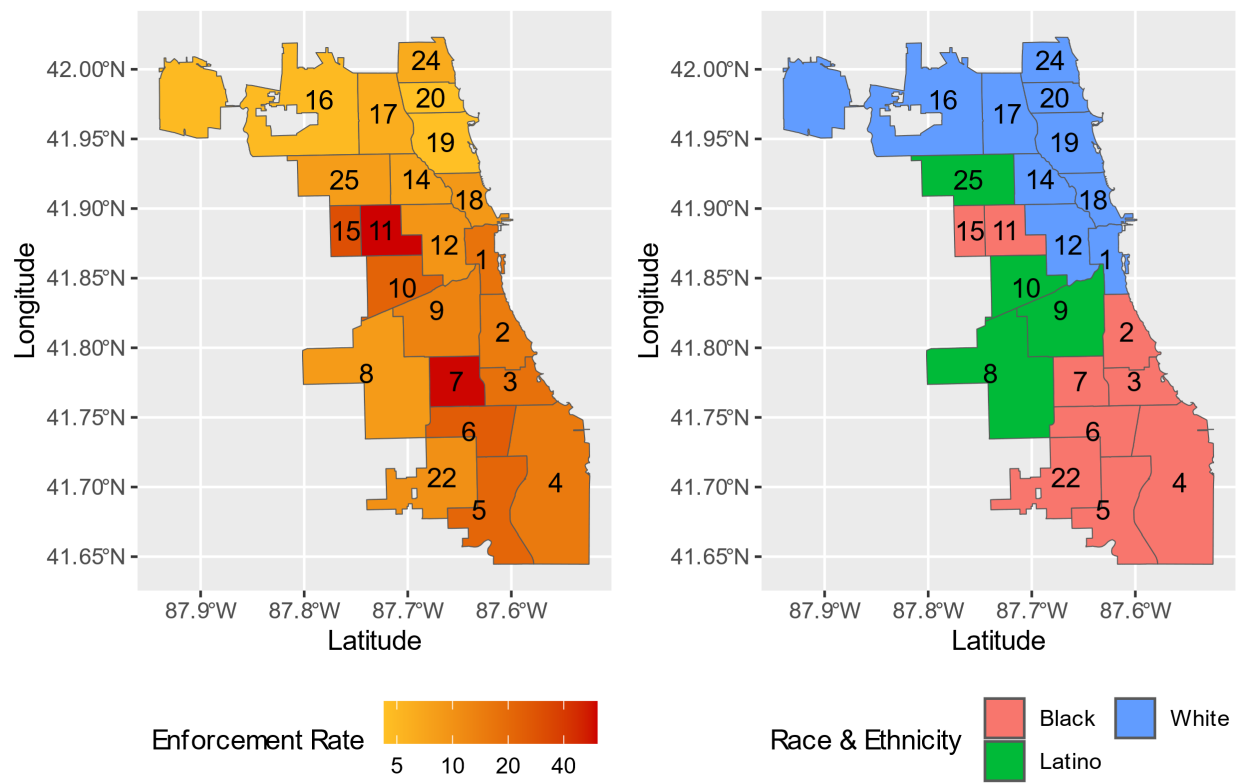 42.00°N
41.95°N
41.90°N
41.85°N
41.80°N
41.75°N
41.70°N
41.65°N
Longitude
24
16
20
17
19
25
14
18
15
11
12
1
10
9
2
8
7
3
6
22
4
5
87.9°W 87.8°W 87.7°W 87.6°W
Latitude
Enforcement Rate
5 10 20 40
42.00°N
41.95°N
41.90°N
41.85°N
41.80°N
41.75°N
41.70°N
41.65°N
Longitude
24
16
20
17
19
25
14
18
15
11
12
1
10
9
2
8
7
3
6
22
4
5
87.9°W 87.8°W 87.7°W 87.6°W
Latitude
Race & Ethnicity
Black White
Latino